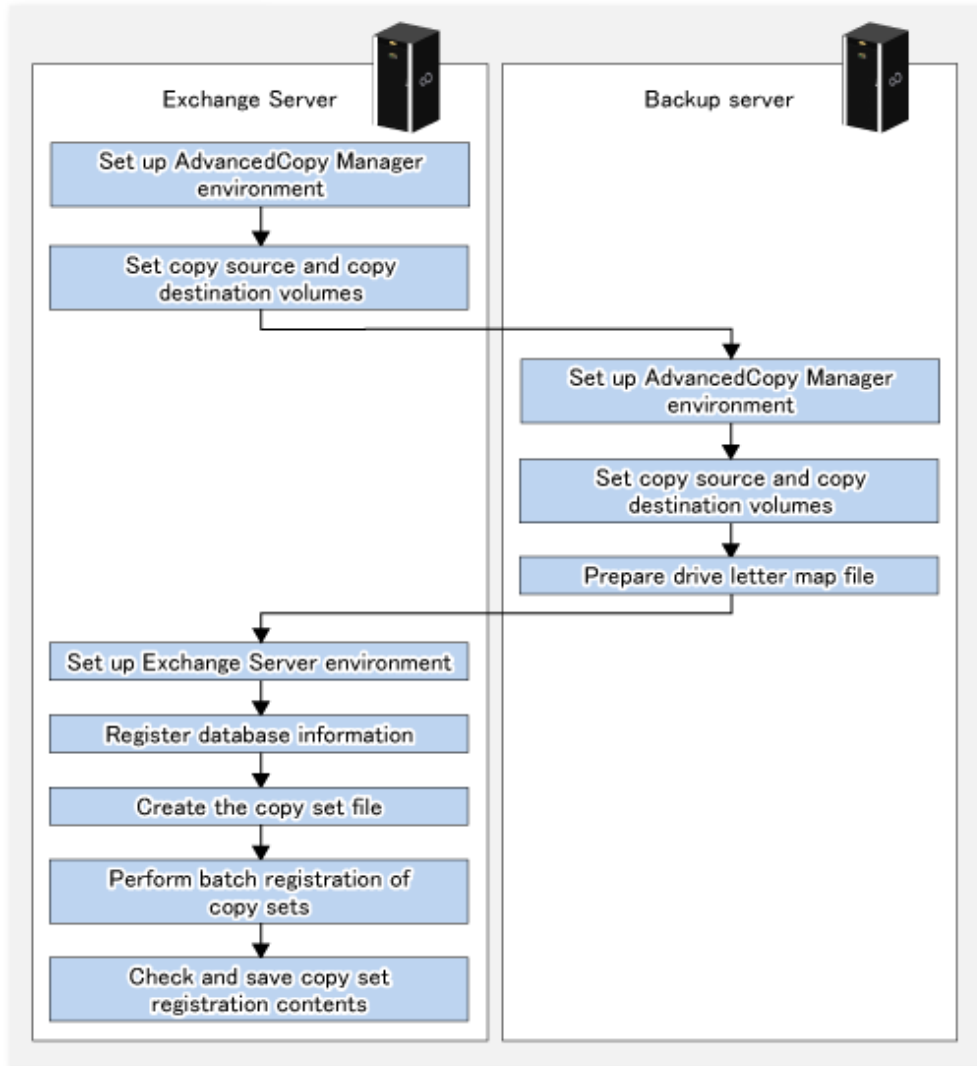 Exchange Server
Backup server
Set up AdvancedCopy Manager
environment
Set copy source and copy
destination volumes
Set up AdvancedCopy Manager
environment
Set copy source and copy
destination volumes
Prepare drive letter map file
Set up Exchange Server environment
Register database information
Create the copy set file
Perform batch registration of
copy sets
Check and save copy set
registration contents